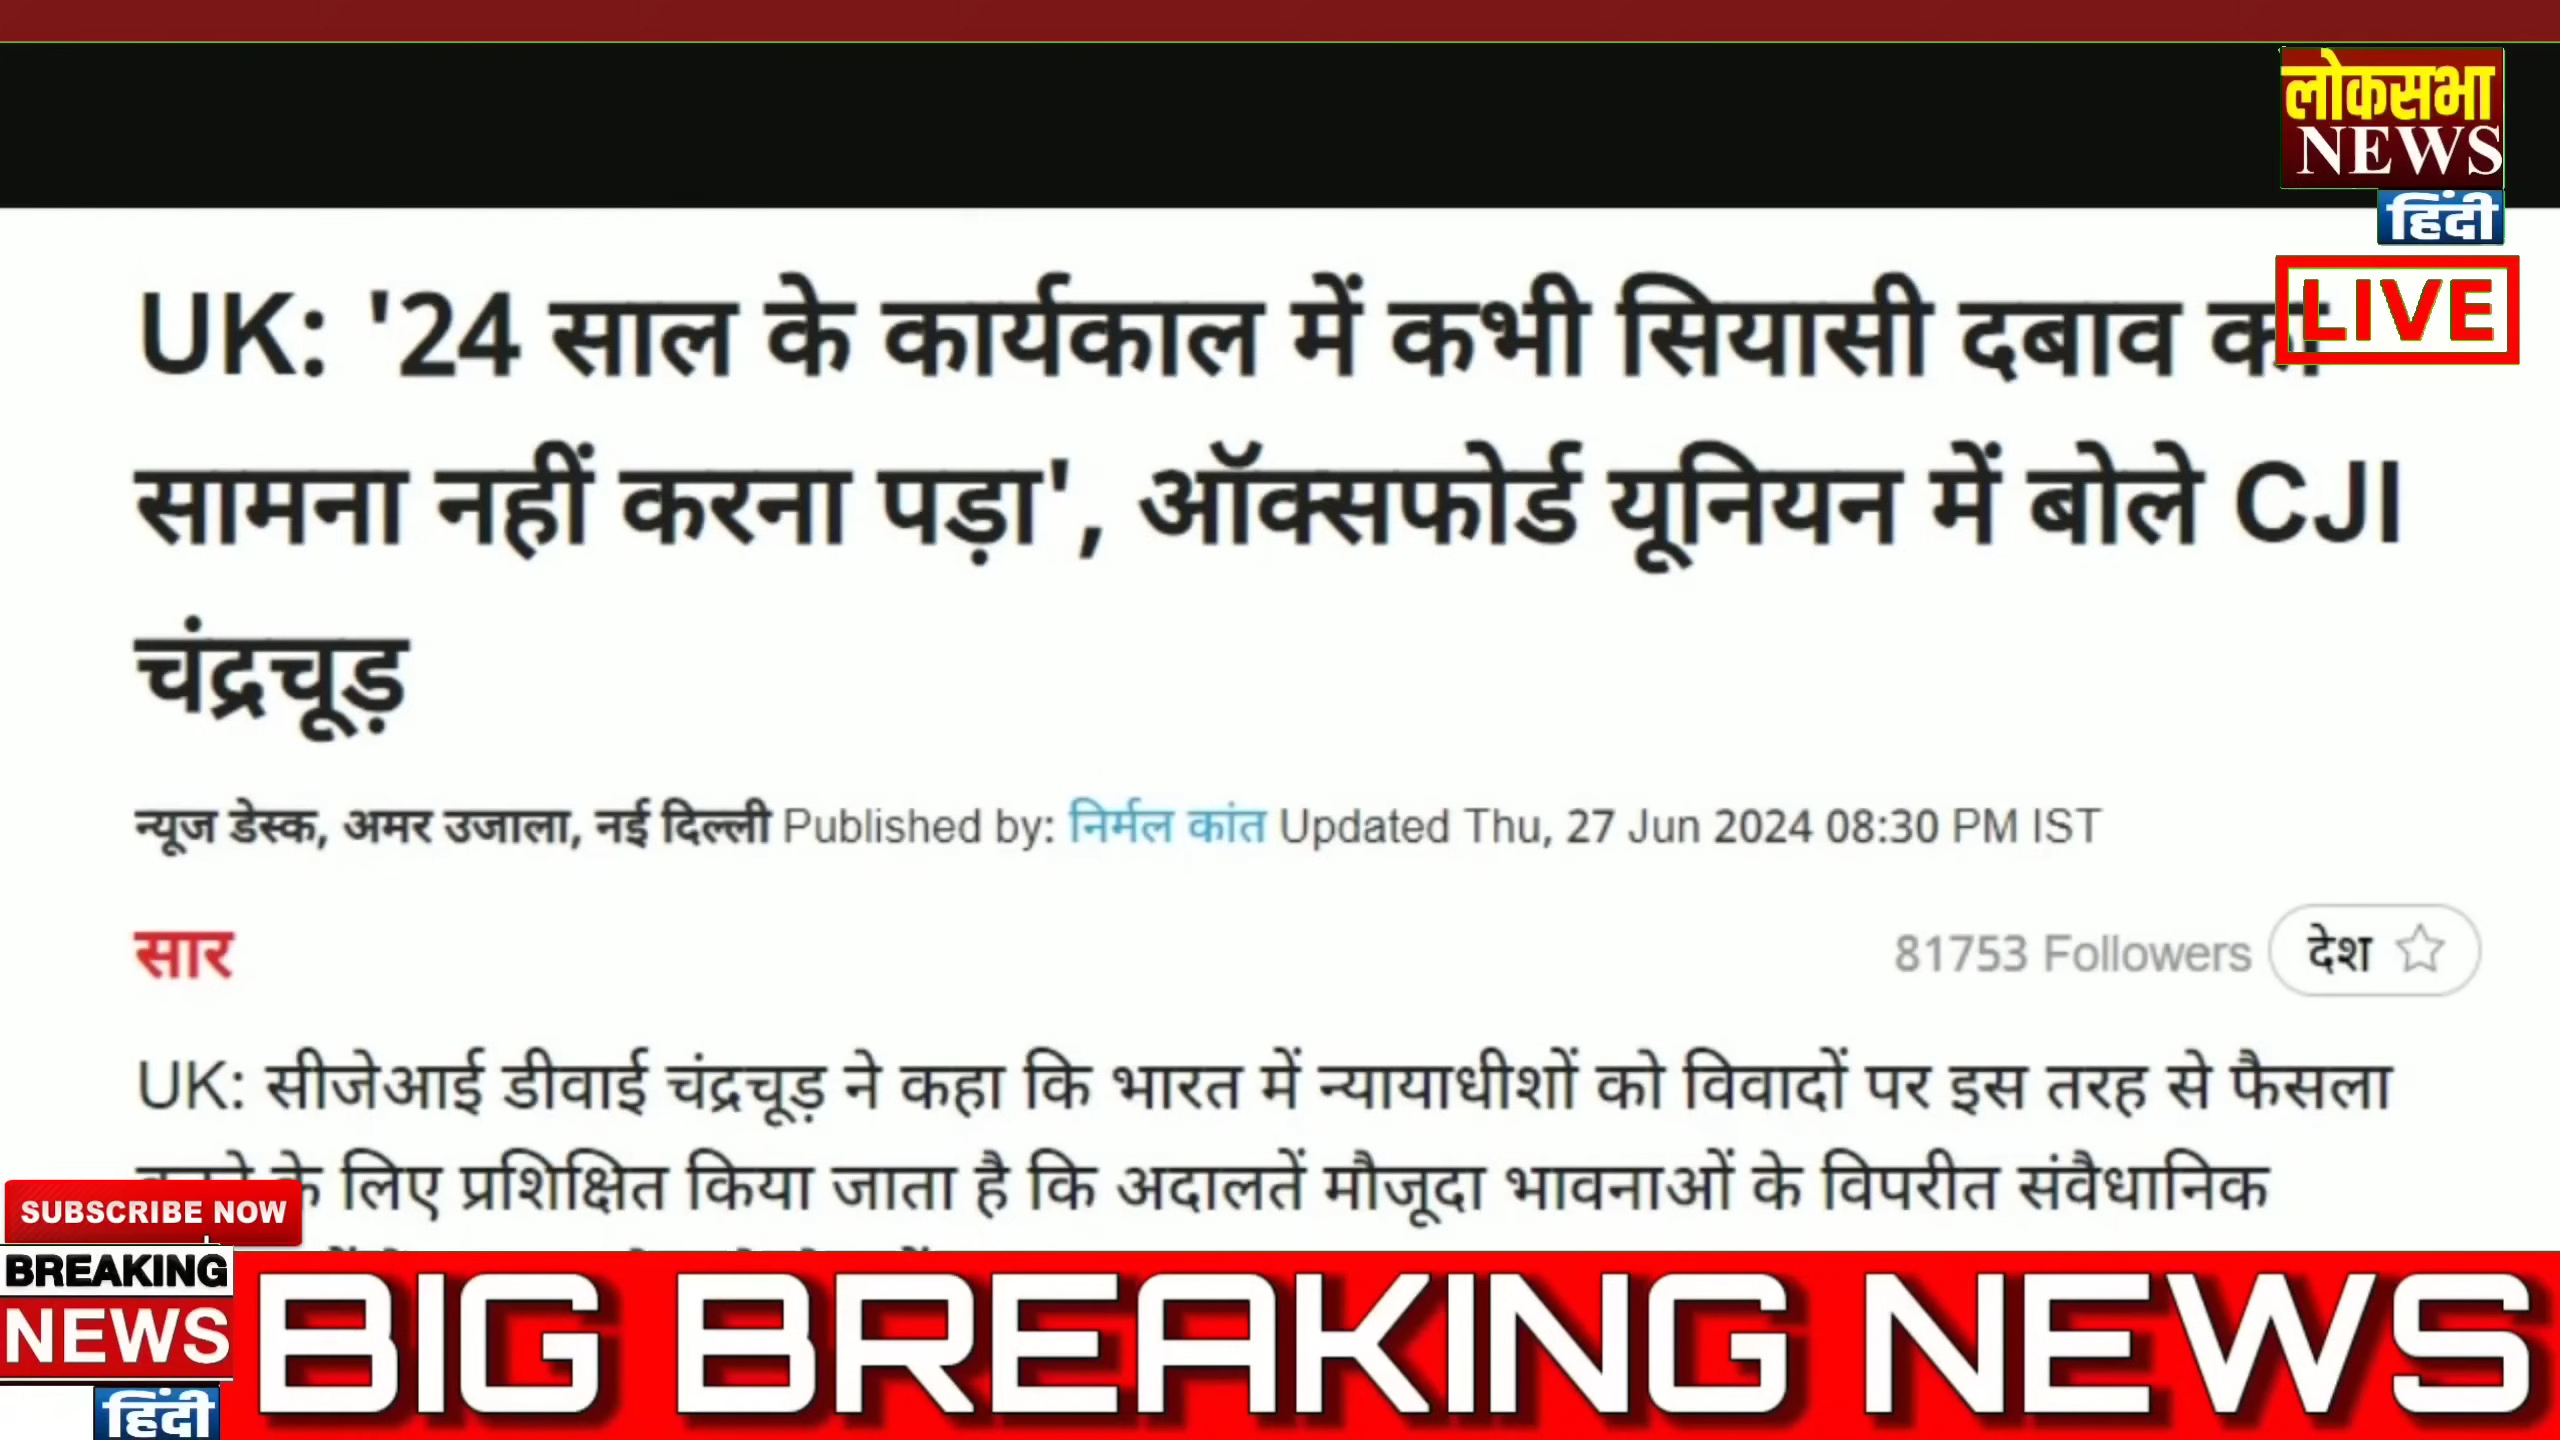 लोकसभा
NEWS
हिंदी
LIVE
UK: '24 साल के कार्यकाल में कभी सियासी दबाव का
सामना नहीं करना पड़ा', ऑक्सफोर्ड यूनियन में बोले CJI
चंद्रचूड़
न्यूज डेस्क, अमर उजाला, नई दिल्ली Published by: निर्मल कांत Updated Thu, 27 Jun 2024 08:30 PM IST
सार
81753 Followers देश
UK: सीजेआई डीवाई चंद्रचूड़ ने कहा कि भारत में न्यायाधीशों को विवादों पर इस तरह से फैसला
के लिए प्रशिक्षित किया जाता है कि अदालतें मौजूदा भावनाओं के विपरीत संवैधानिक
SUBSCRIBE NOW
BREAKING
NEWS
हिंदी
BIG BREAKING NEWS